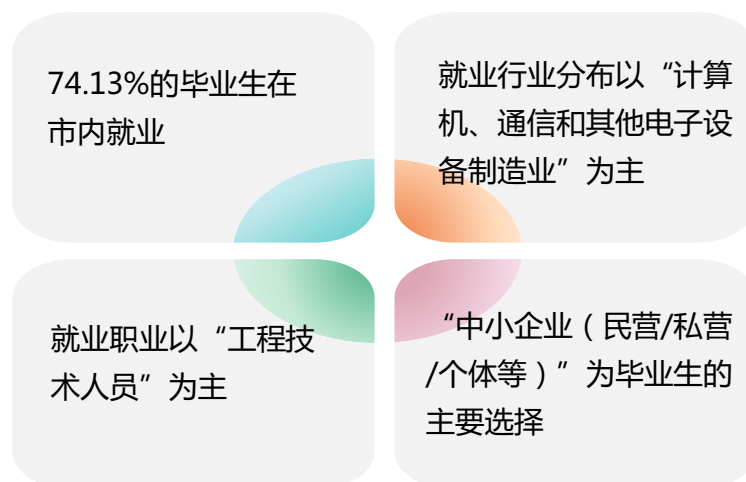 74.13%的毕业生在
市内就业
就业行业分布以“计算
机、通信和其他电子设
备制造业”为主
就业职业以“工程技
术人员”为主
“中小企业（民营/私营
/个体等）”为毕业生的
主要选择